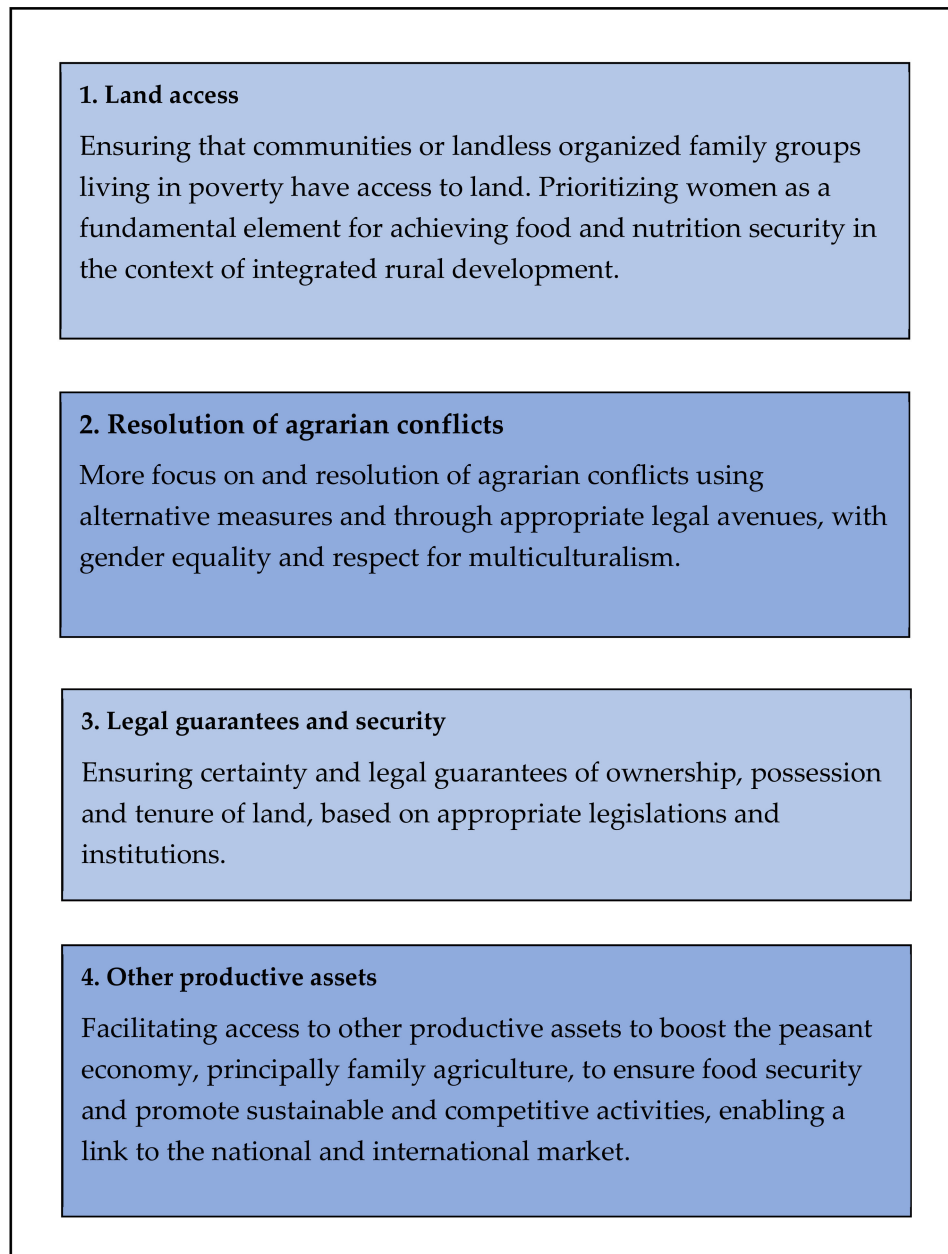 1. Land access
Ensuring that communities or landless organized family groups
living in poverty have access to land. Prioritizing women as a
fundamental element for achieving food and nutrition security in
the context of integrated rural development.
2. Resolution of agrarian conflicts
More focus on and resolution of agrarian conflicts using
alternative measures and through appropriate legal avenues, with
gender equality and respect for multiculturalism.
3. Legal guarantees and security
Ensuring certainty and legal guarantees of ownership, possession
and tenure of land, based on appropriate legislations and
institutions.
4. Other productive assets
Facilitating access to other productive assets to boost the peasant
economy, principally family agriculture, to ensure food security
and promote sustainable and competitive activities, enabling a
link to the national and international market.